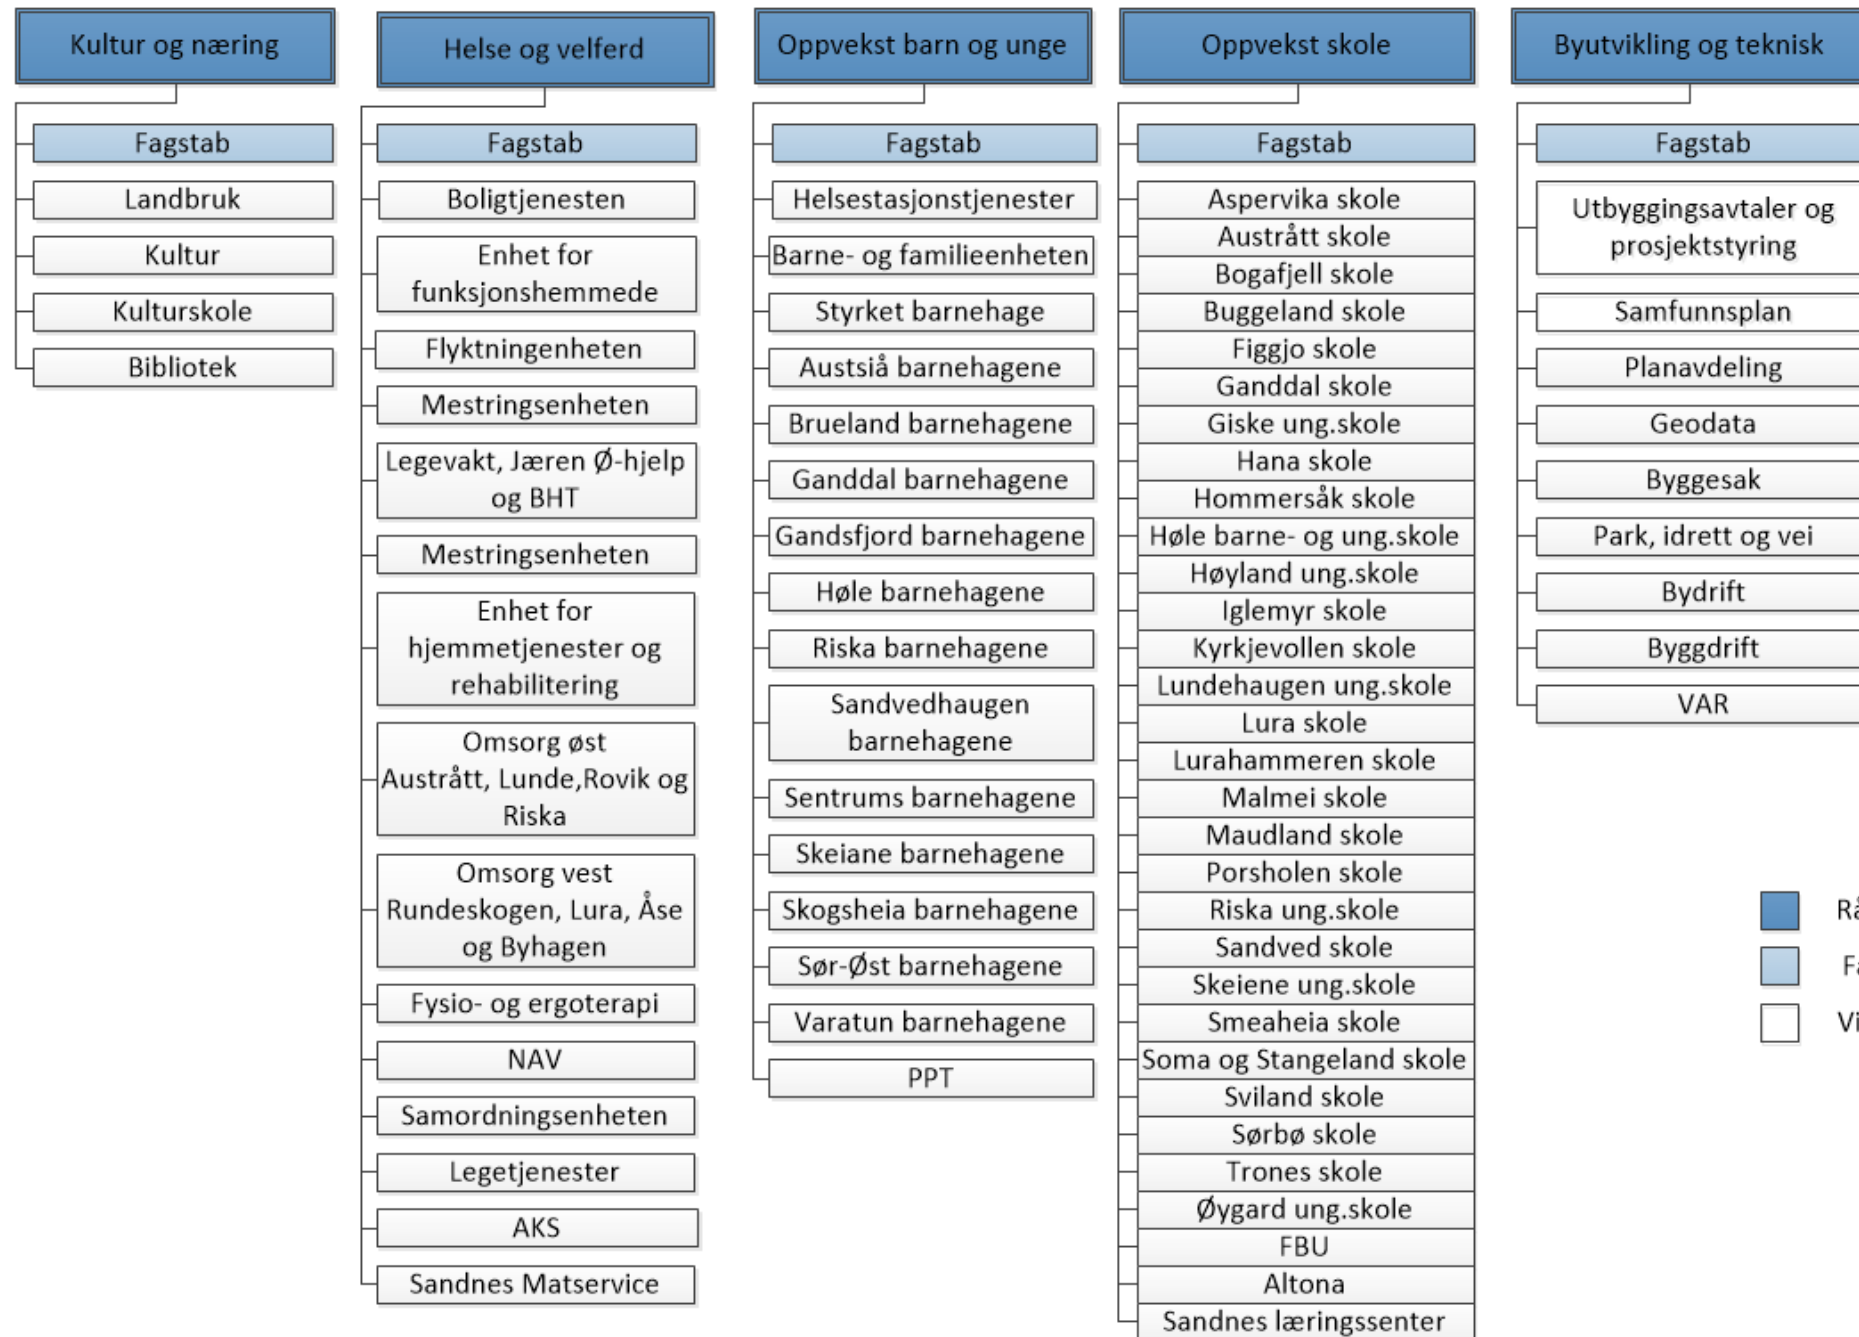 Kultur og næring
Fagstab
Landbruk
Kultur
Kulturskole
Bibliotek
Helse og velferd
Fagstab
Boligtjenesten
Enhet for
funksjonshemmede
Flyktningenheten
Mestringsenheten
Legevakt, Jæren Ø-hjelp
og BHT
Mestringsenheten
Enhet for
hjemmetjenester og
rehabilitering
Omsorg øst
Austrått, Lunde,Rovik og
Riska
Omsorg vest
Rundeskogen, Lura, Åse
og Byhagen
Fysio- og ergoterapi
NAV
Samordningsenheten
Legetjenester
AKS
Sandnes Matservice
Oppvekst barn og unge
Fagstab
Helsestasjonstjenester
Barne- og familieenheten
Styrket barnehage
Austsiå barnehagene
Brueland barnehagene
Ganddal barnehagene
Gandsfjord barnehagene
Høle barnehagene
Riska barnehagene
Sandvedhaugen
barnehagene
Sentrums barnehagene
Skeiane barnehagene
Skogsheia barnehagene
Sør-Øst barnehagene
Varatun barnehagene
PPT
Oppvekst skole
Fagstab
Aspervika skole
Austrått skole
Bogafjell skole
Buggeland skole
Figgjo skole
Ganddal skole
Giske ung.skole
Hana skole
Hommersåk skole
Høle barne- og ung.skole
Høyland ung.skole
Iglemyr skole
Kyrkjevollen skole
Lundehaugen ung.skole
Lura skole
Lurahammeren skole
Malmei skole
Maudland skole
Porsholen skole
Riska ung.skole
Sandved skole
Skeiene ung.skole
Smeaheia skole
Soma og Stangeland skole
Sviland skole
Sørbø skole
Trones skole
Øygard ung.skole
FBU
Altona
Sandnes læringssenter
Byutvikling og teknisk
Fagstab
Utbyggingsavtaler og
prosjektstyring
Samfunnsplan
Planavdeling
Geodata
Byggesak
Park, idrett og vei
Bydrift
Byggdrift
VAR